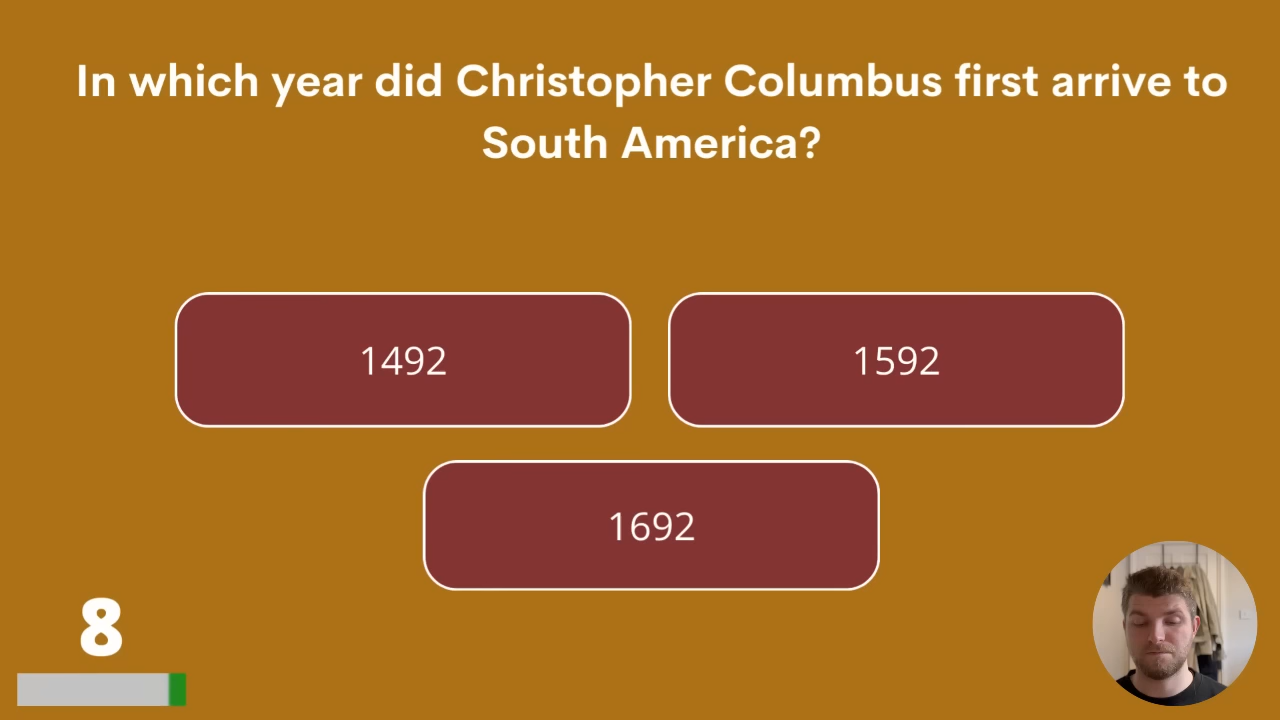 In which year did Christopher Columbus first arrive to
South America?
1492
1592
1692
8